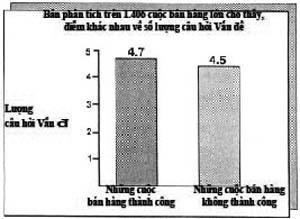 Bản phân tích trên 1.406 cuộc bán hàng lớn cho thấy,
điểm khác nhau về số lượng câu hỏi Vấn đề
5
4
3
2
1
4.7
4.5
Lượng
câu hỏi Vấn
Những cuộc
bán hàng thành công
Những cuộc bán hàng
không thành công